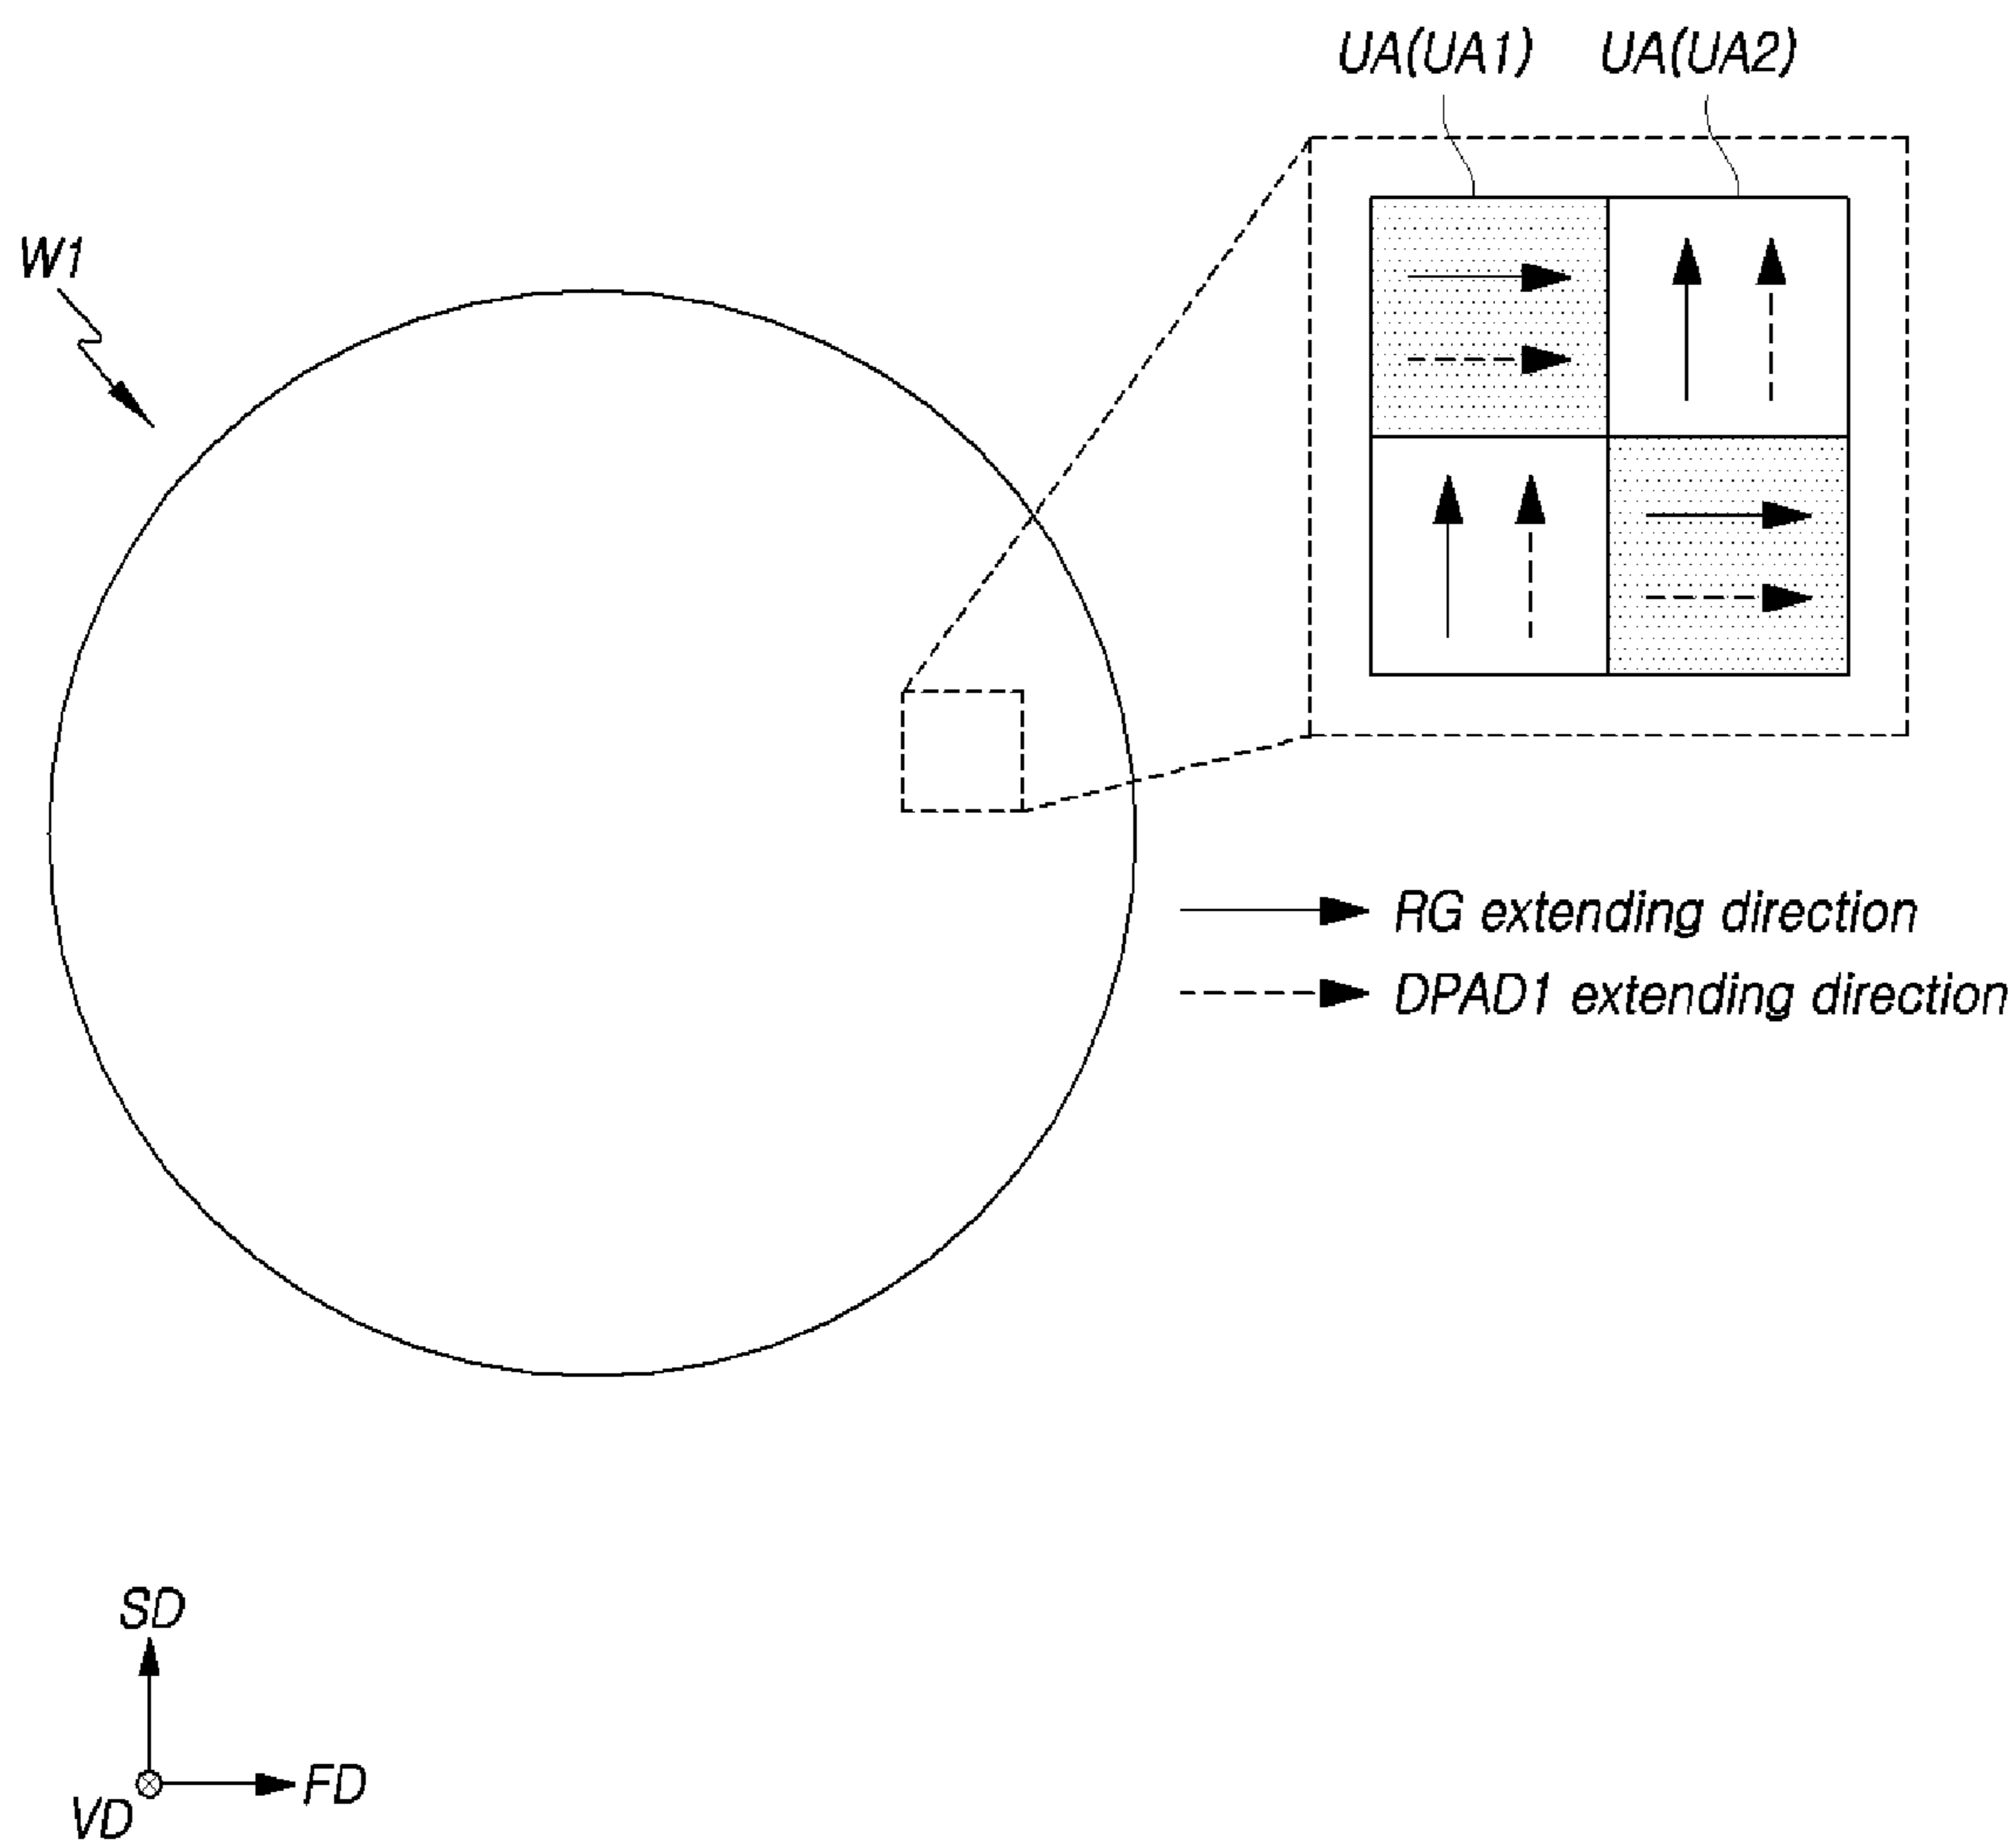 UA(UA1) UA(UA2)
W1
RG extending direction
DPAD1 extending direction
SD
FD
VD